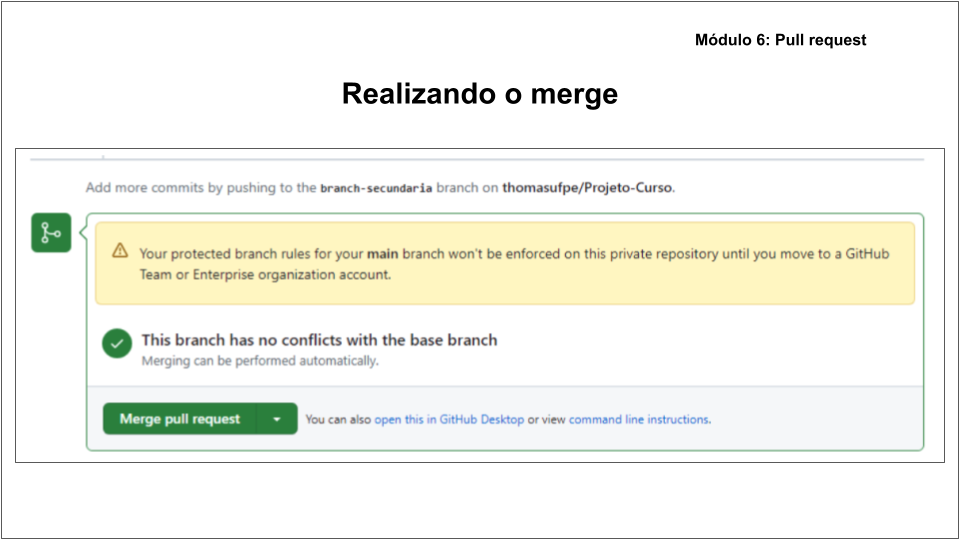 Módulo 6: Pull request
Realizando o merge
Add more commits by pushing to the branch-secundaria branch on thomasufpe/Projeto-Curso.
Your protected branch rules for your main branch won't be enforced on this private repository until you move to a GitHub
Team or Enterprise organization account.
This branch has no conflicts with the base branch
Merging can be performed automatically.
Merge pull request You can also open this in GitHub Desktop or view command line instructions.